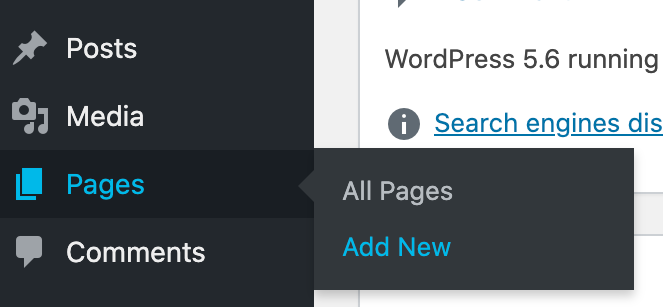 Posts
Media
Pages
Comments
All Pages
Add New
WordPress 5.6 running
Search engines dis